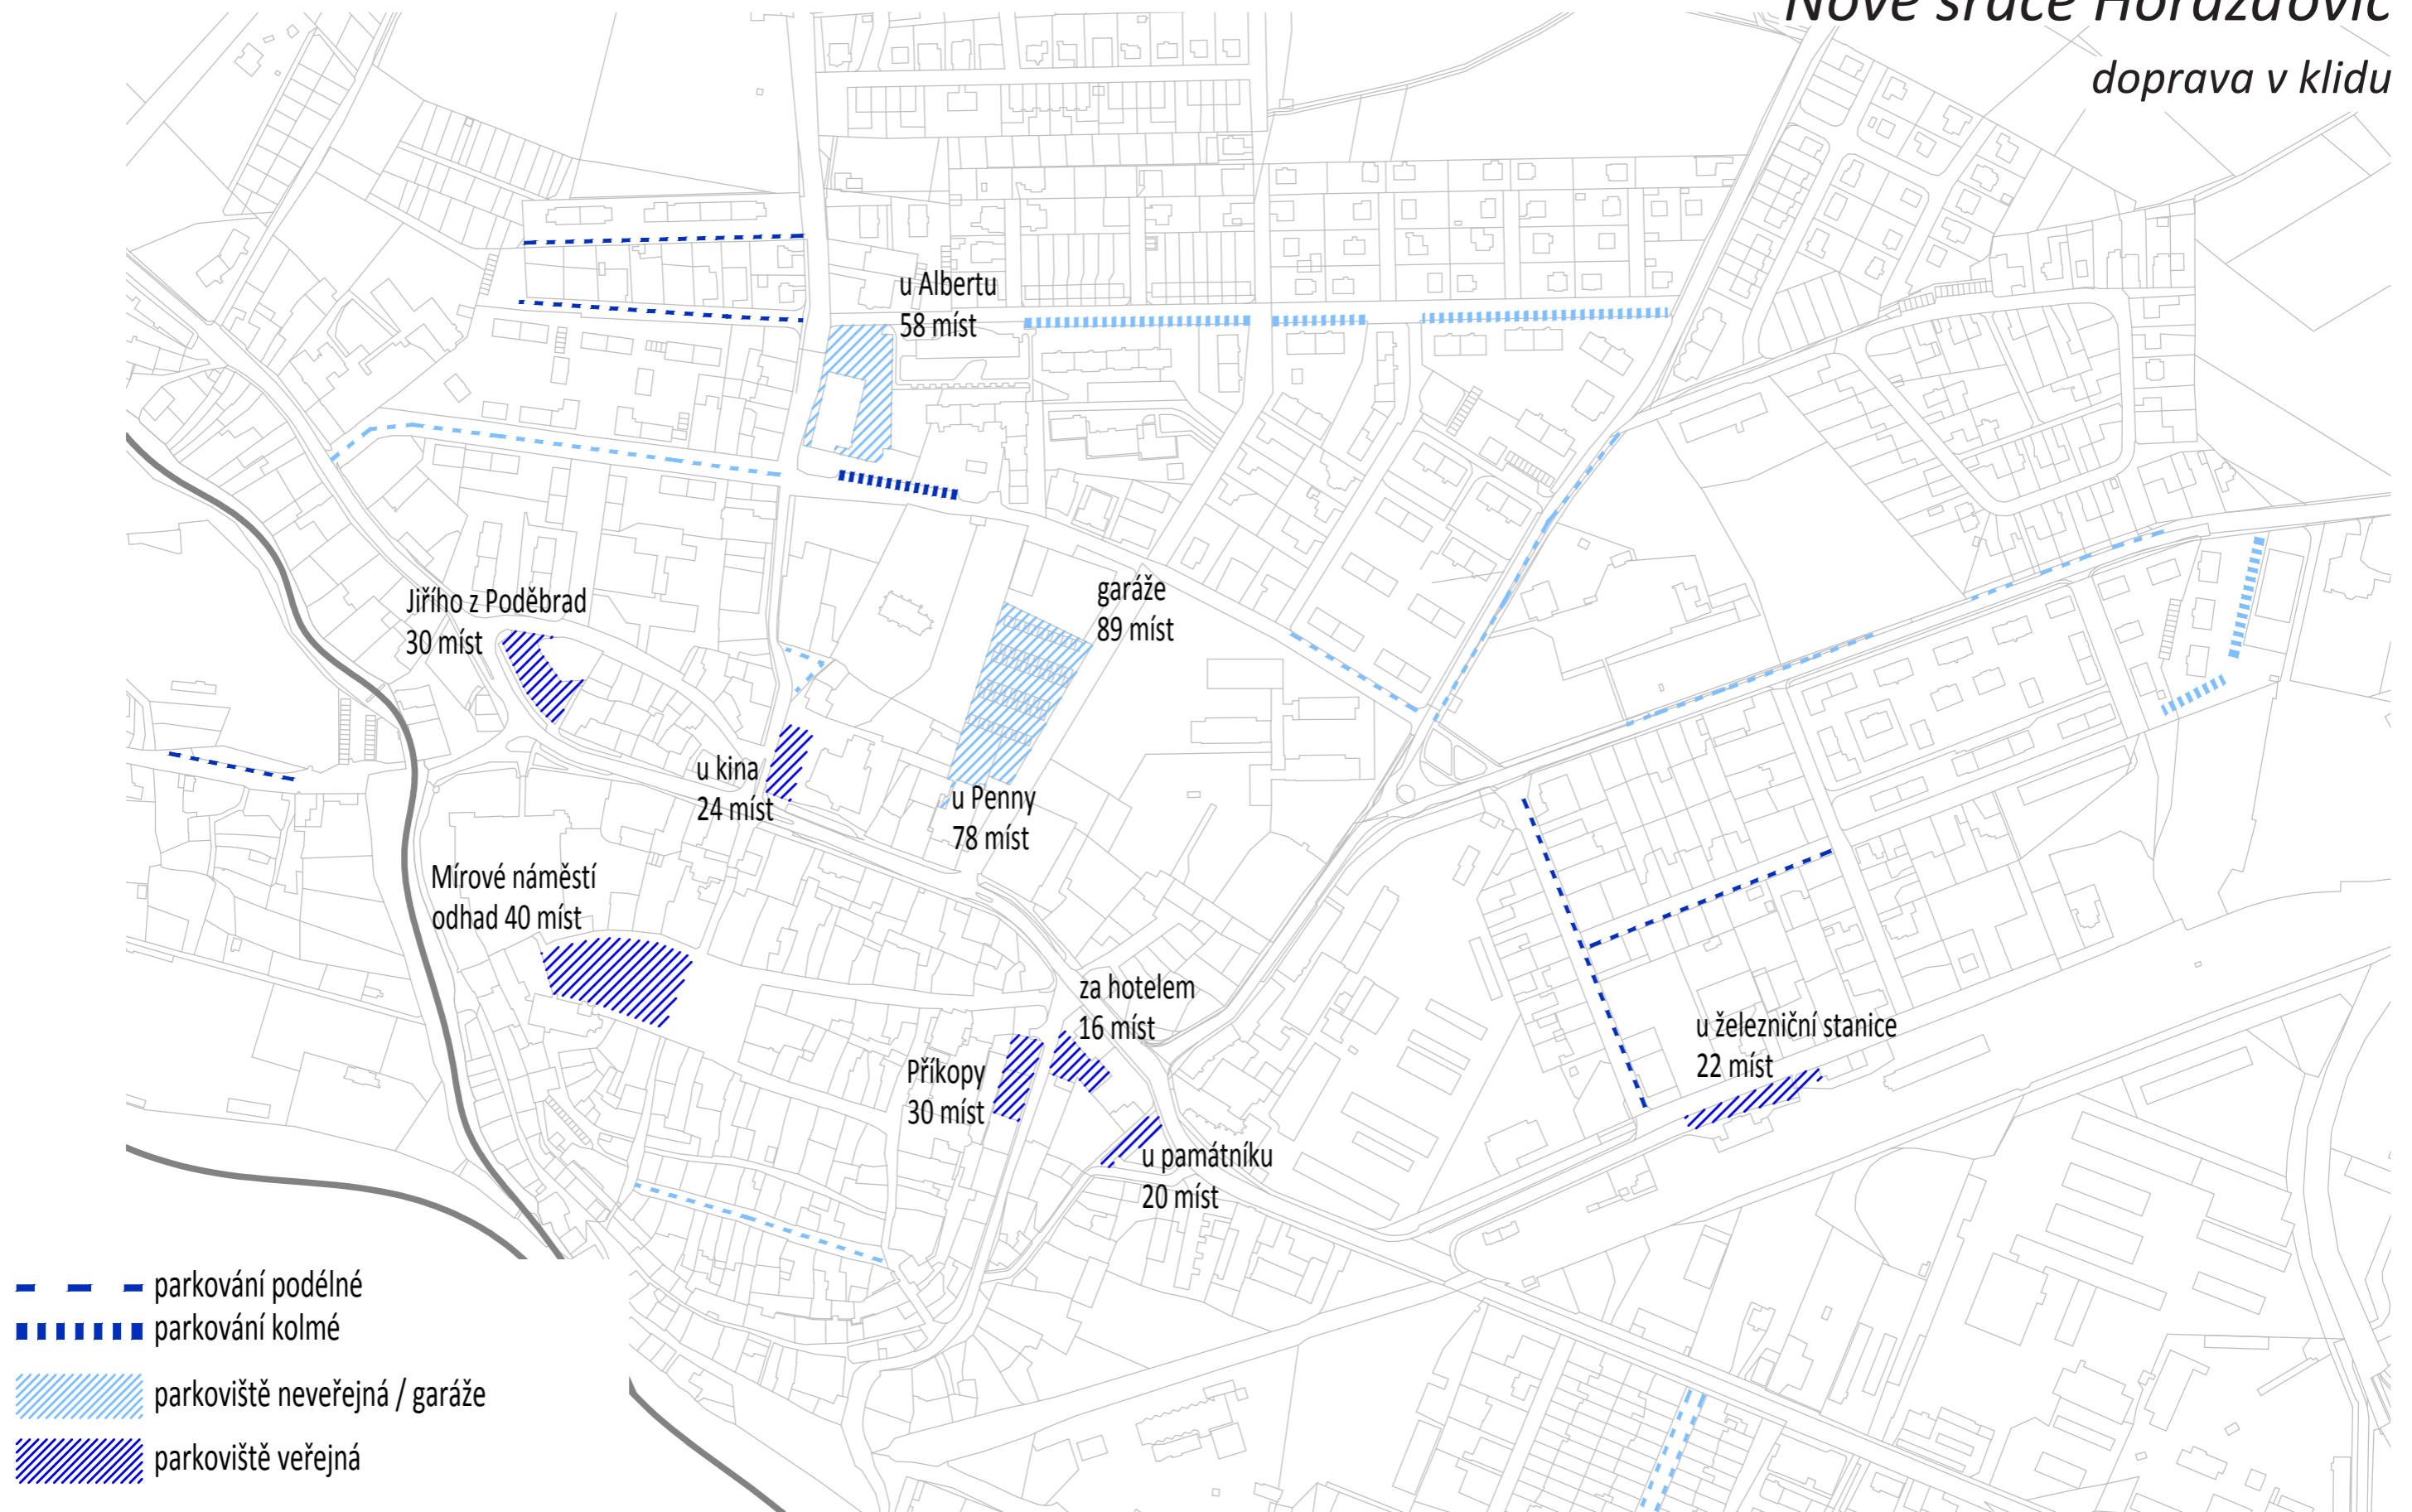 Nové srdce Horažďovic
doprava v klidu
u Albertu
58 míst
Jiřího z Poděbrad
30 míst
garáže
89 míst
u kina
24 míst
u Penny
78 míst
Mírové náměstí
odhad 40 míst
za hotelem
16 míst
Příkopy
30 míst
u železniční stanice
22 míst
u památníku
20 míst
parkování podélné
parkování kolmé
parkoviště neveřejná / garáže
parkoviště veřejná